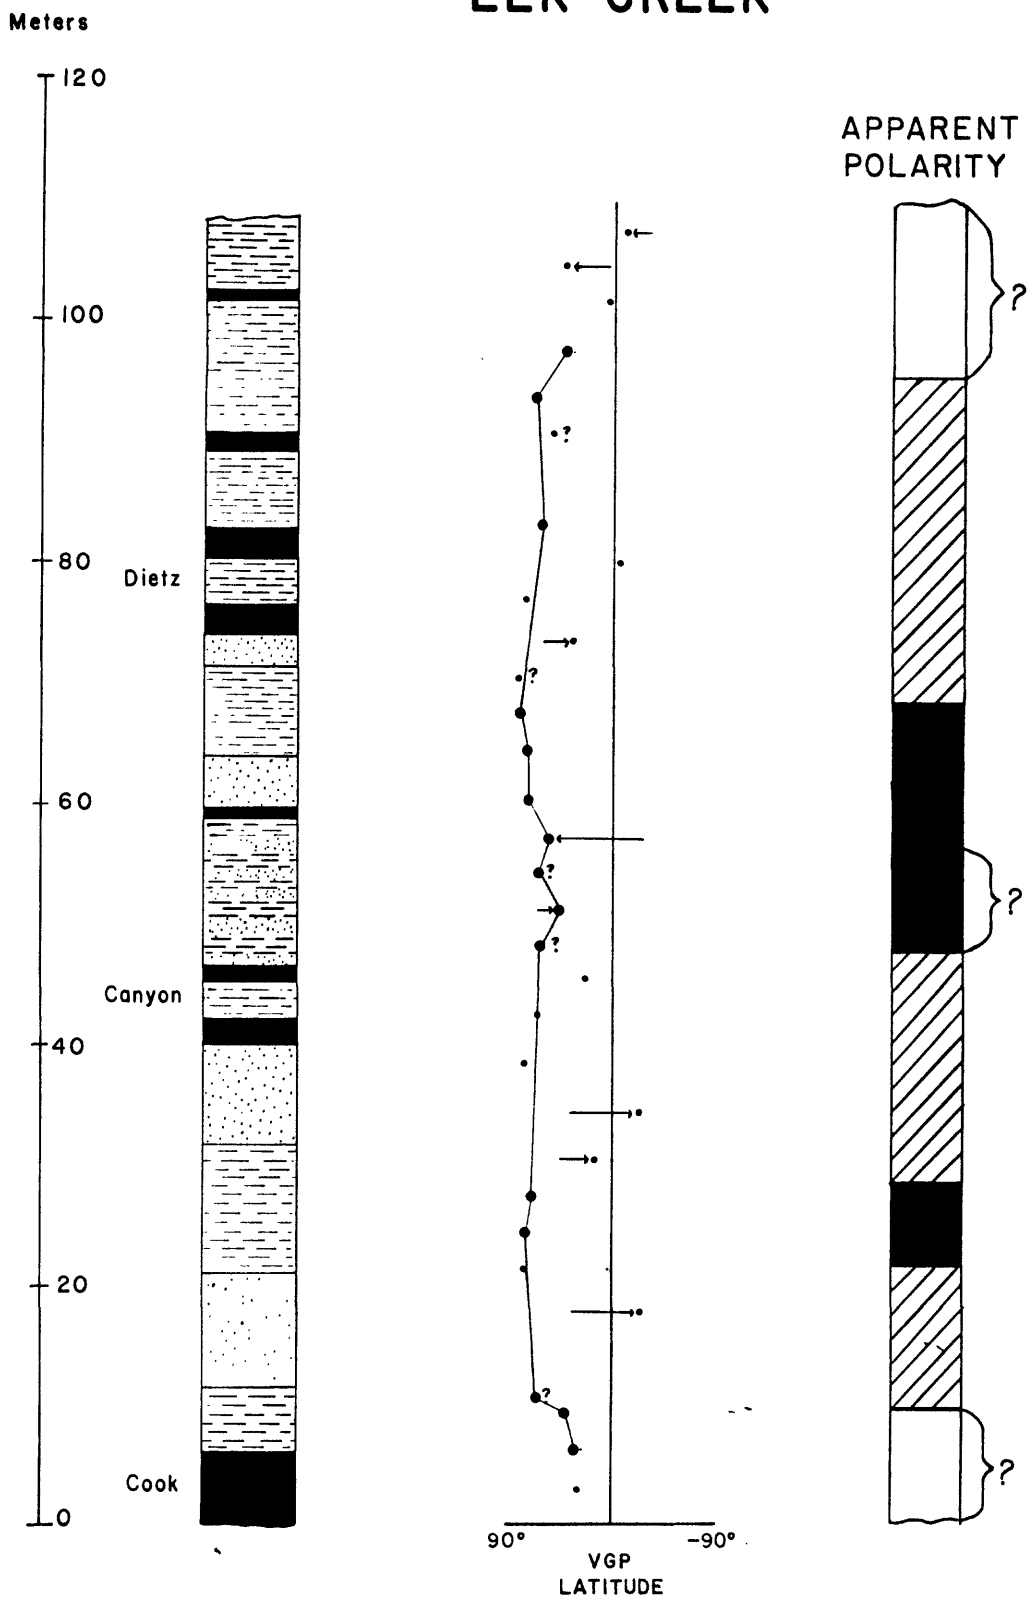 Meters
120
100
80
60
40
20
0
Dietz
Canyon
Cook
?
?
?
?
?
90°
-90°
VGP
LATITUDE
APPARENT
POLARITY
?
?
?